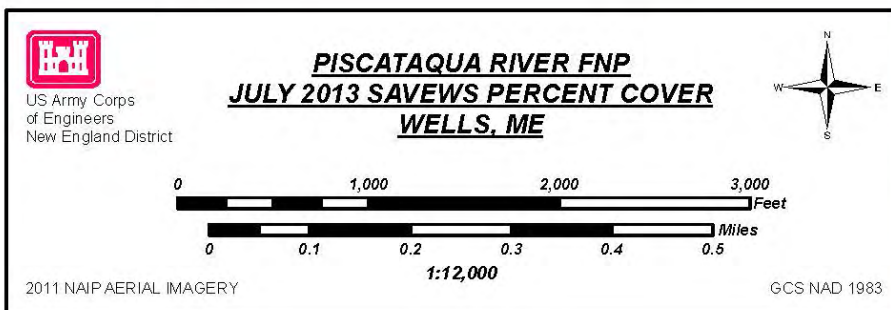 US Army Corps
of Engineers
New England District
PISCATAQUA RIVER FNP
JULY 2013 SAVEWS PERCENT COVER
WELLS, ME
N
W E
S
0 1,000 2,000 3,000
Feet
Miles
0 0.1 0.2 0.3 0.4 0.5
1:12,000
2011 NAIP AERIAL IMAGERY
GCS NAD 1983